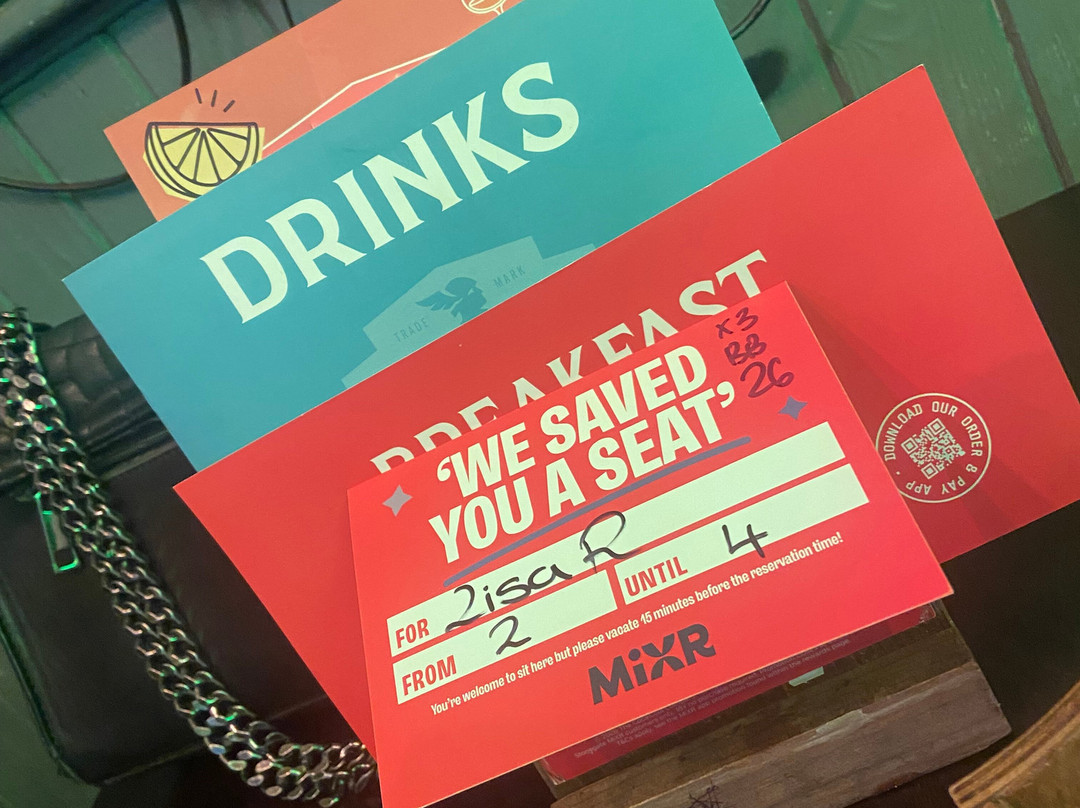 DRINKS
TRADE MARK
BREAKFAST
x3
BB
26
'WE SAVED
YOU A SEAT'
FOR Lisa R
FROM 2 UNTIL 4
You're welcome to sit here but please vacate 15 minutes before the reservation time!
MiXR
DOWNLOAD OUR ORDER & PAY APP